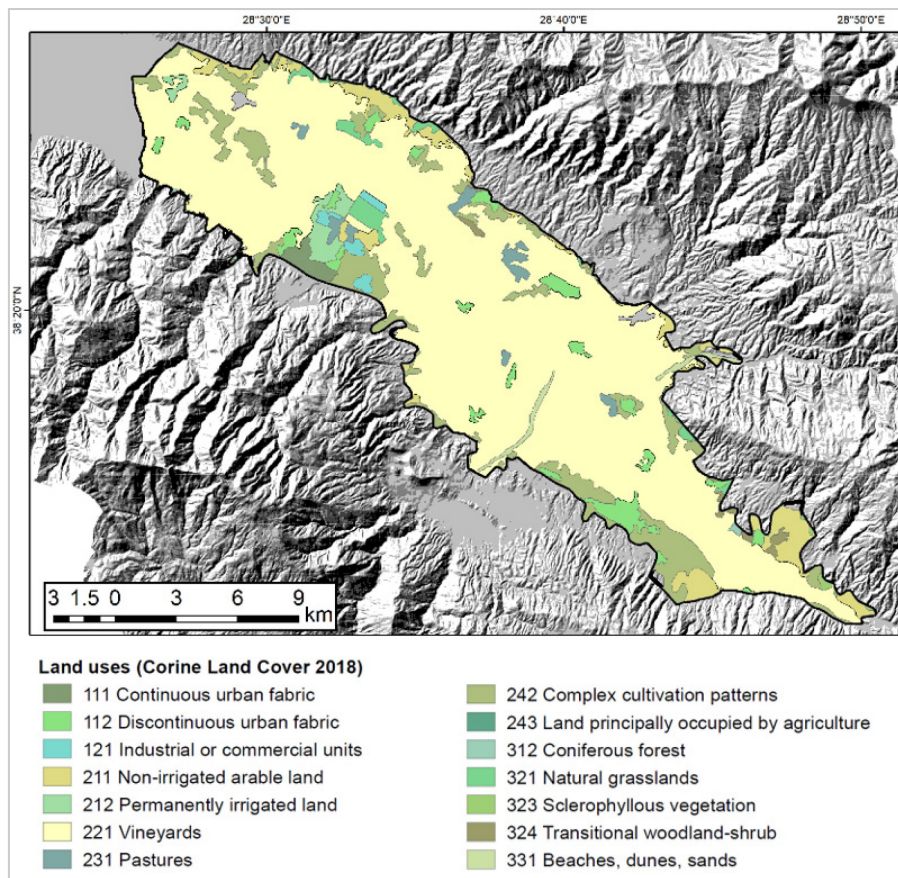 28°30'0"E 28°40'0"E 28°50'0"E
38°20'0"N
3 1.5 0 3 6 9
km
Land uses (Corine Land Cover 2018)
111 Continuous urban fabric
112 Discontinuous urban fabric
121 Industrial or commercial units
211 Non-irrigated arable land
212 Permanently irrigated land
221 Vineyards
231 Pastures
242 Complex cultivation patterns
243 Land principally occupied by agriculture
312 Coniferous forest
321 Natural grasslands
323 Sclerophyllous vegetation
324 Transitional woodland-shrub
331 Beaches, dunes, sands